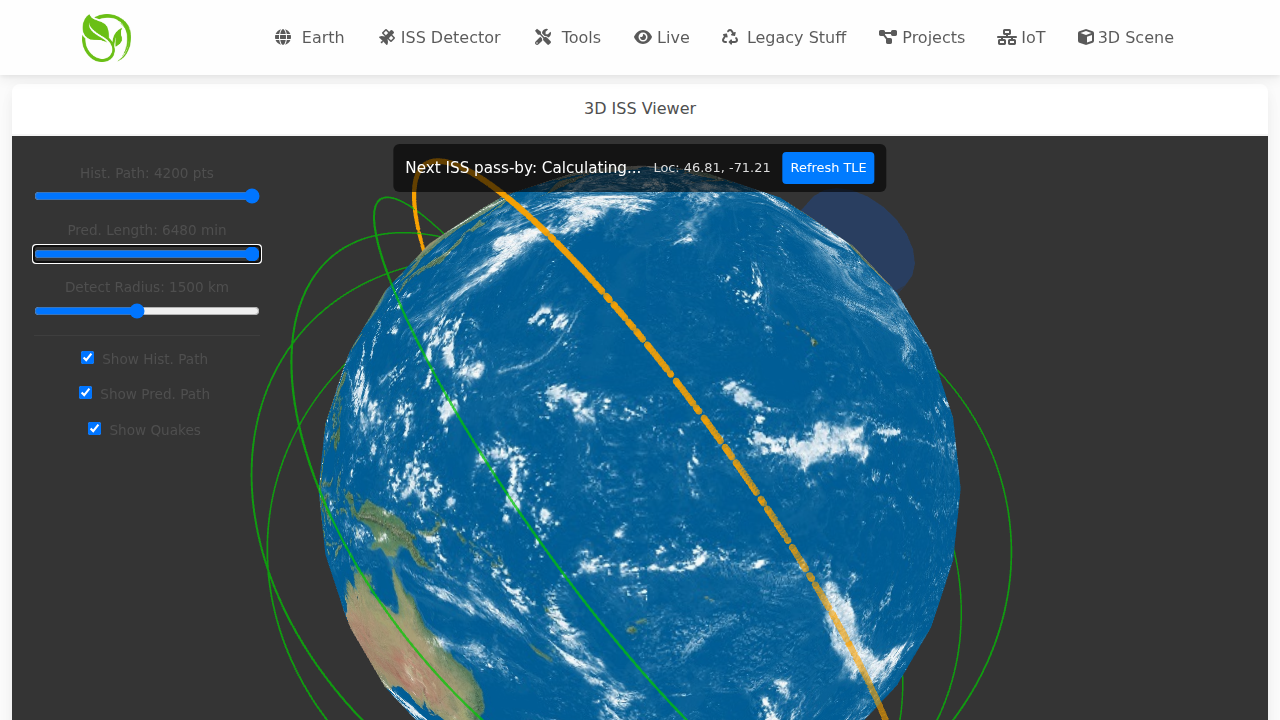 Earth ISS Detector Tools Live Legacy Stuff Projects IoT 3D Scene
3D ISS Viewer
Next ISS pass-by: Calculating... Loc: 46.81, -71.21 Refresh TLE
Hist. Path: 4200 pts
Pred. Length: 6480 min
Detect Radius: 1500 km
Show Hist. Path
Show Pred. Path
Show Quakes